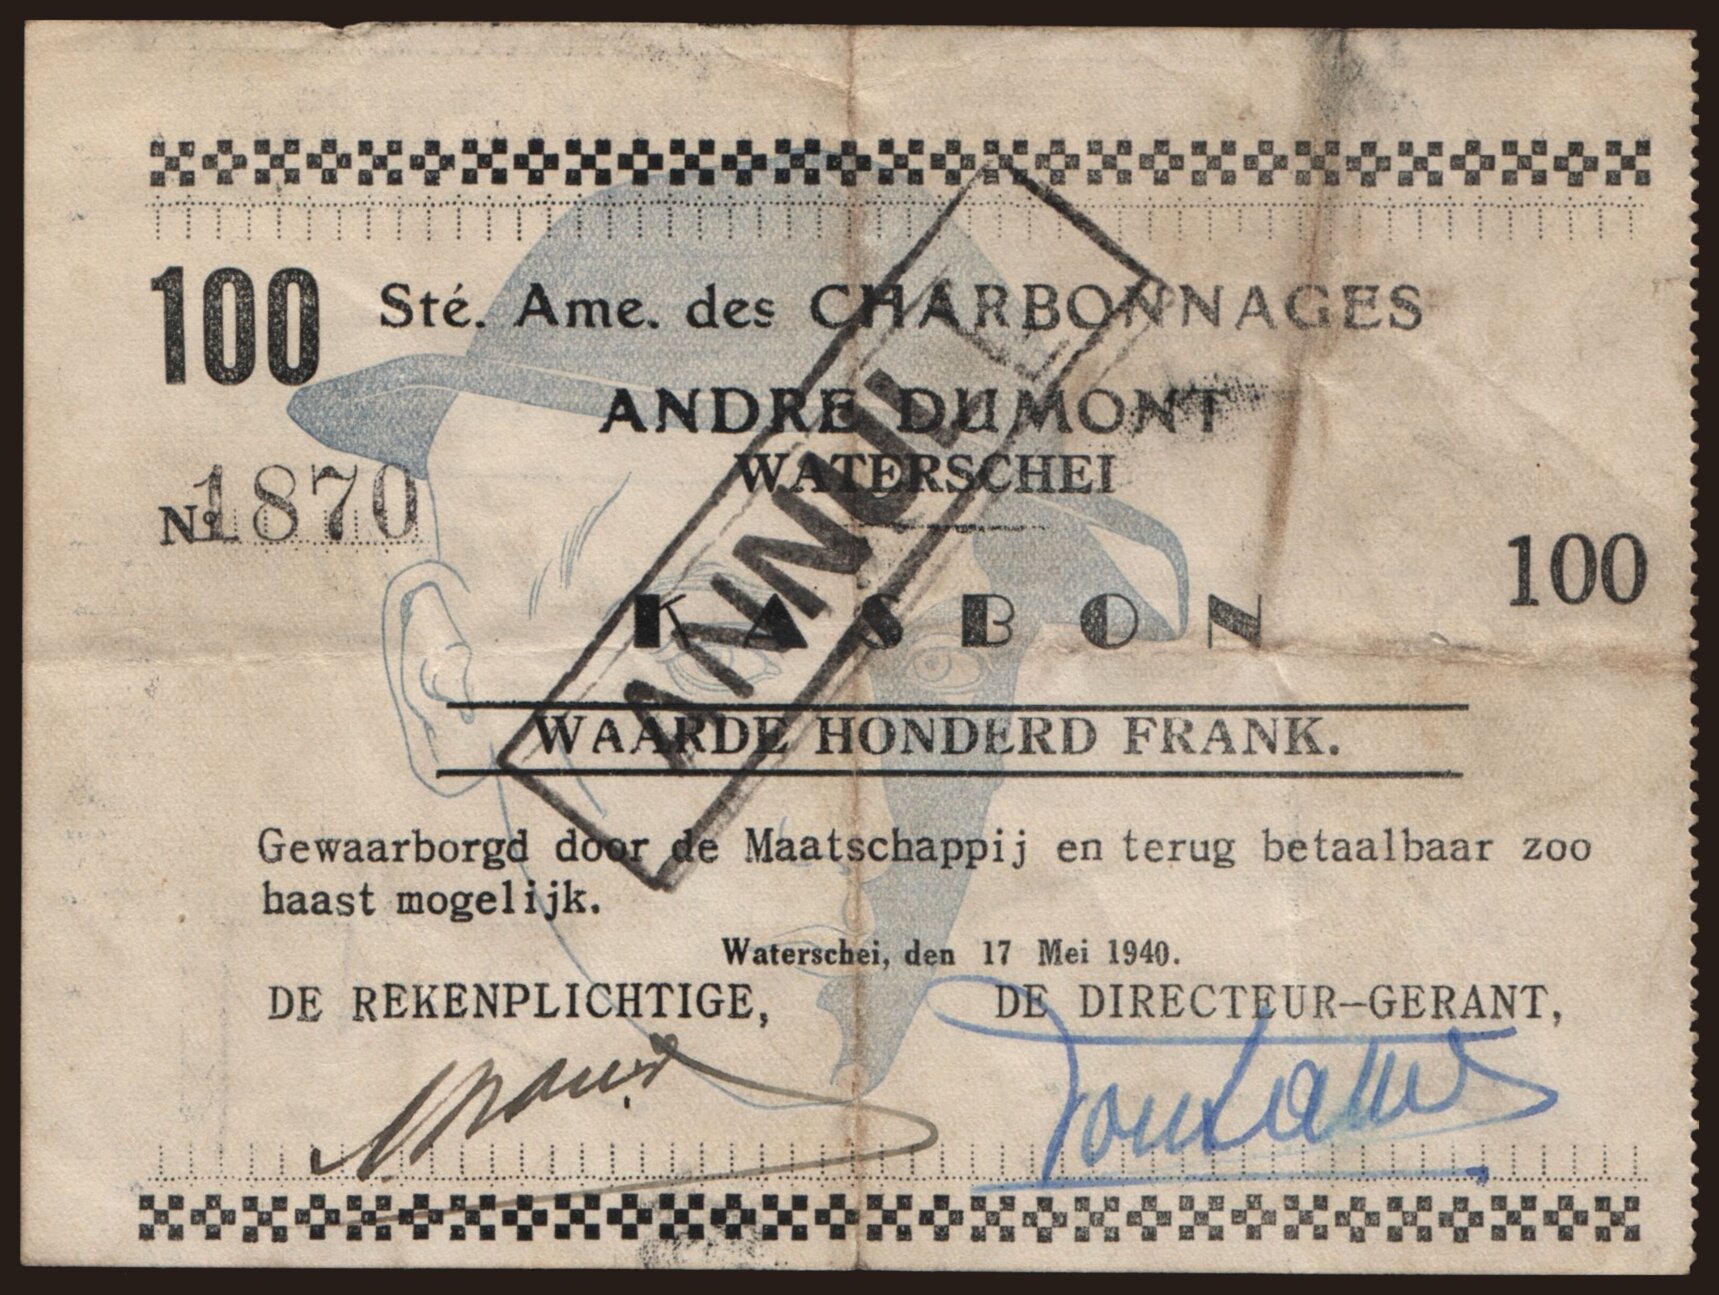 100 Sté. Ame. des CHARBONNAGES
ANDRE DUMONT
WATERSCHEI
No 1870
100
KASBON
WAARDE HONDERD FRANK.
Gewaarborgd door de Maatschappij en terug betaalbaar zoo
haast mogelijk.
Waterschei, den 17 Mei 1940.
DE REKENPLICHTIGE, DE DIRECTEUR-GERANT,
ANNUL